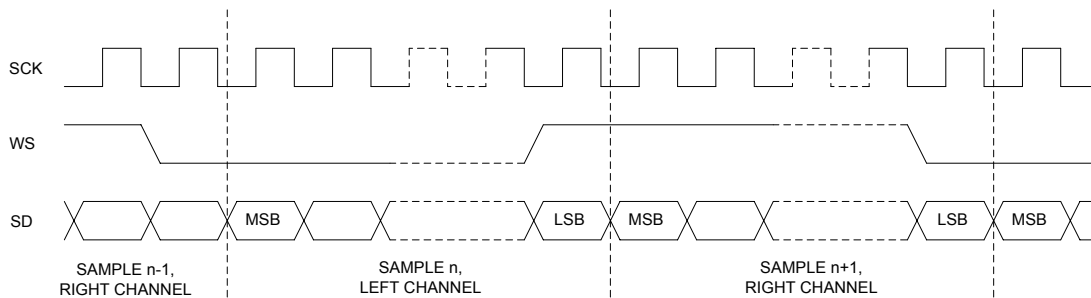 SCK
WS
SD
MSB
LSB
MSB
LSB
MSB
SAMPLE n-1,
RIGHT CHANNEL
SAMPLE n,
LEFT CHANNEL
SAMPLE n+1,
RIGHT CHANNEL